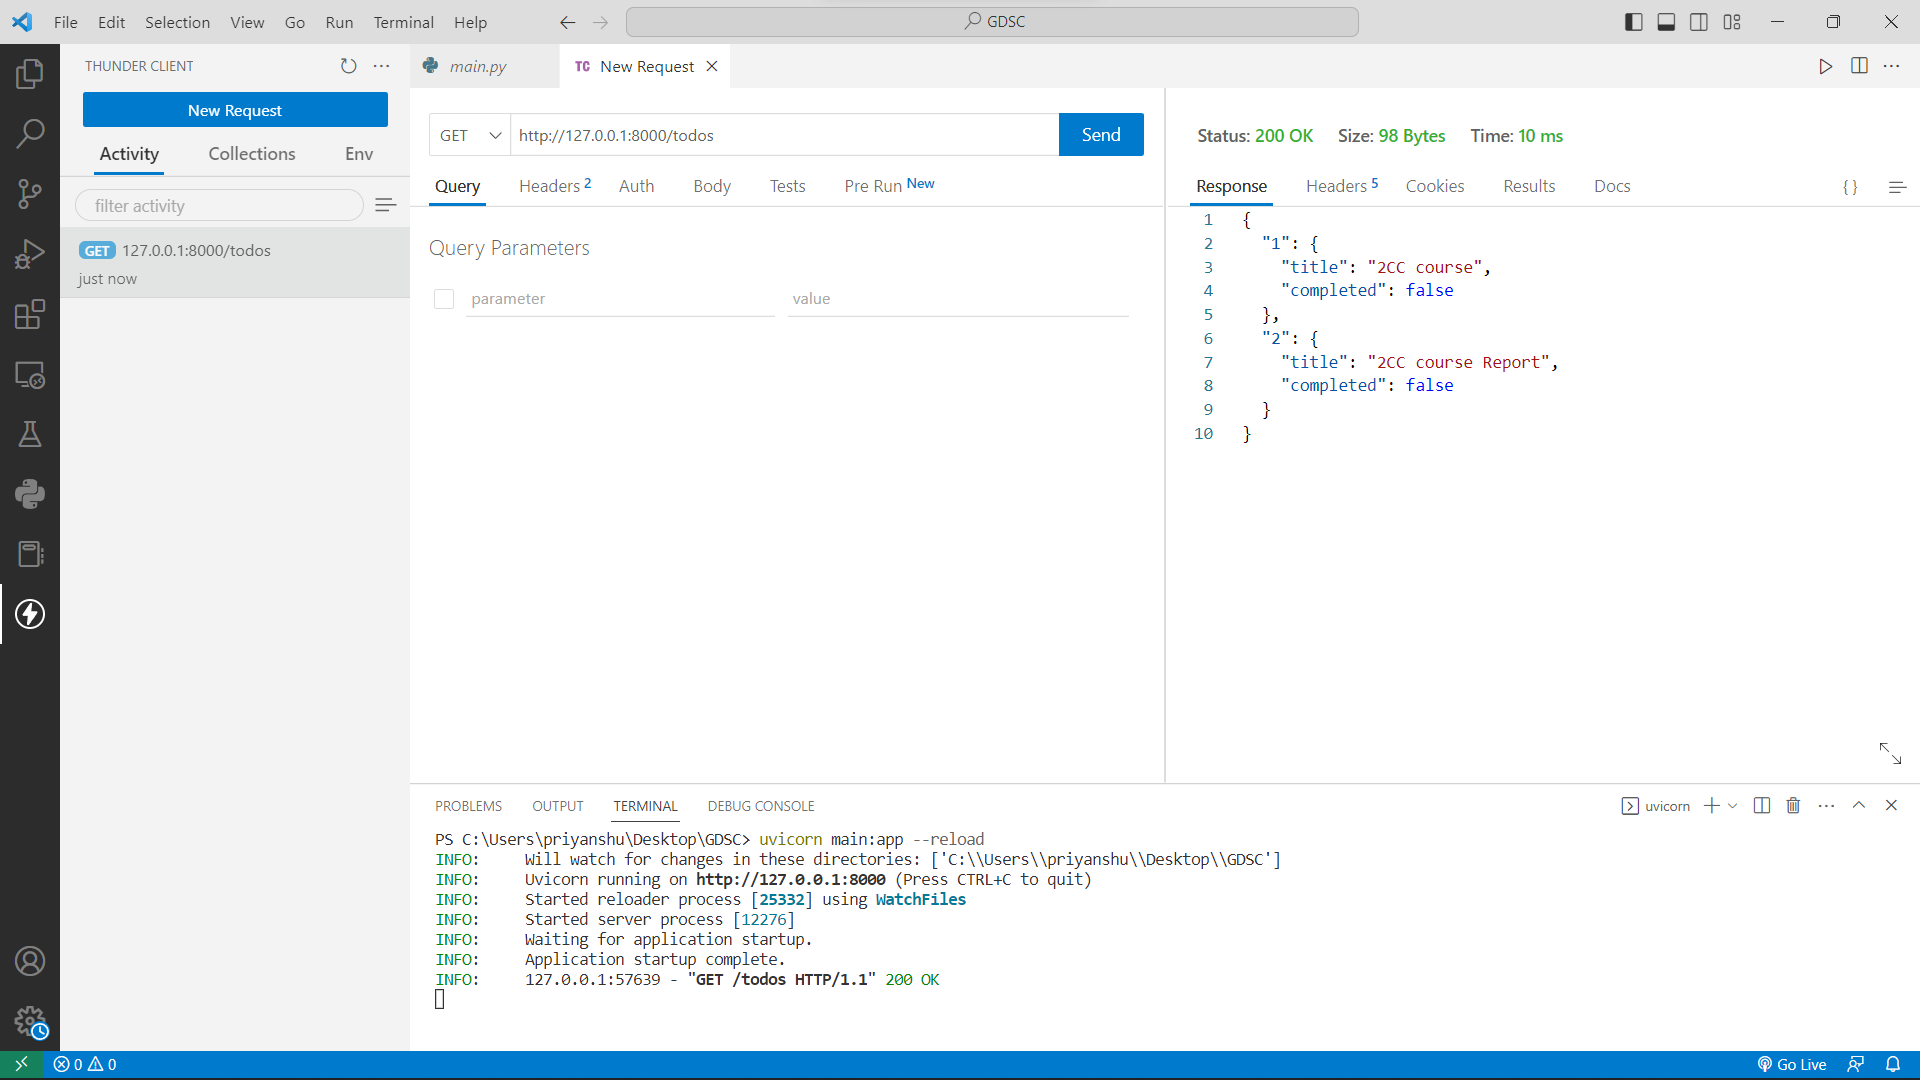 File Edit Selection View Go Run Terminal Help GDSC
THUNDER CLIENT
New Request
Activity Collections Env
filter activity
GET 127.0.0.1:8000/todos
just now
main.py TC New Request
GET http://127.0.0.1:8000/todos Send
Query Headers 2 Auth Body Tests Pre Run New
Query Parameters
parameter value
Status: 200 OK Size: 98 Bytes Time: 10 ms
Response Headers 5 Cookies Results Docs { }
1 {
2 "1": {
3 "title": "2CC course",
4 "completed": false
5 },
6 "2": {
7 "title": "2CC course Report",
8 "completed": false
9 }
10 }
PROBLEMS OUTPUT TERMINAL DEBUG CONSOLE uvicorn
PS C:\Users\priyanshu\Desktop\GDSC> uvicorn main:app --reload
INFO: Will watch for changes in these directories: ['C:\\Users\\priyanshu\\Desktop\\GDSC']
INFO: Uvicorn running on http://127.0.0.1:8000 (Press CTRL+C to quit)
INFO: Started reloader process [25332] using WatchFiles
INFO: Started server process [12276]
INFO: Waiting for application startup.
INFO: Application startup complete.
INFO: 127.0.0.1:57639 - "GET /todos HTTP/1.1" 200 OK
0 0 Go Live